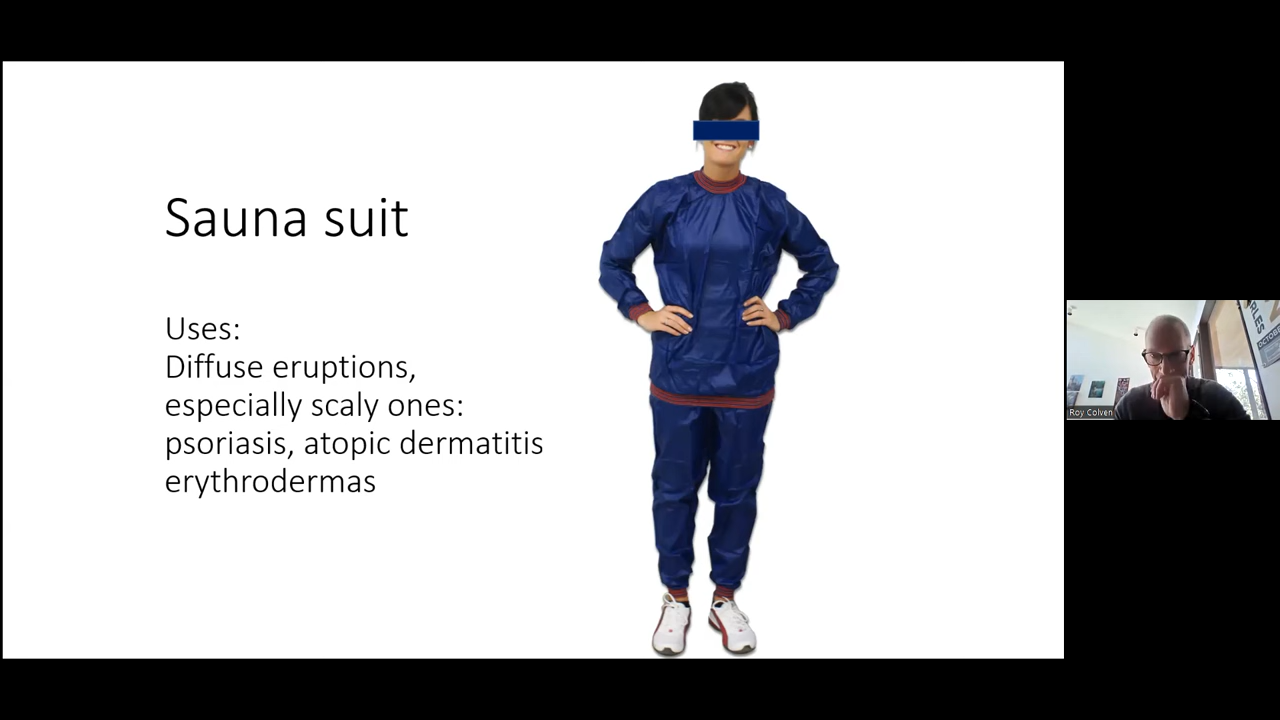 Sauna suit
Uses:
Diffuse eruptions,
especially scaly ones:
psoriasis, atopic dermatitis
erythrodermas
Roy Colven